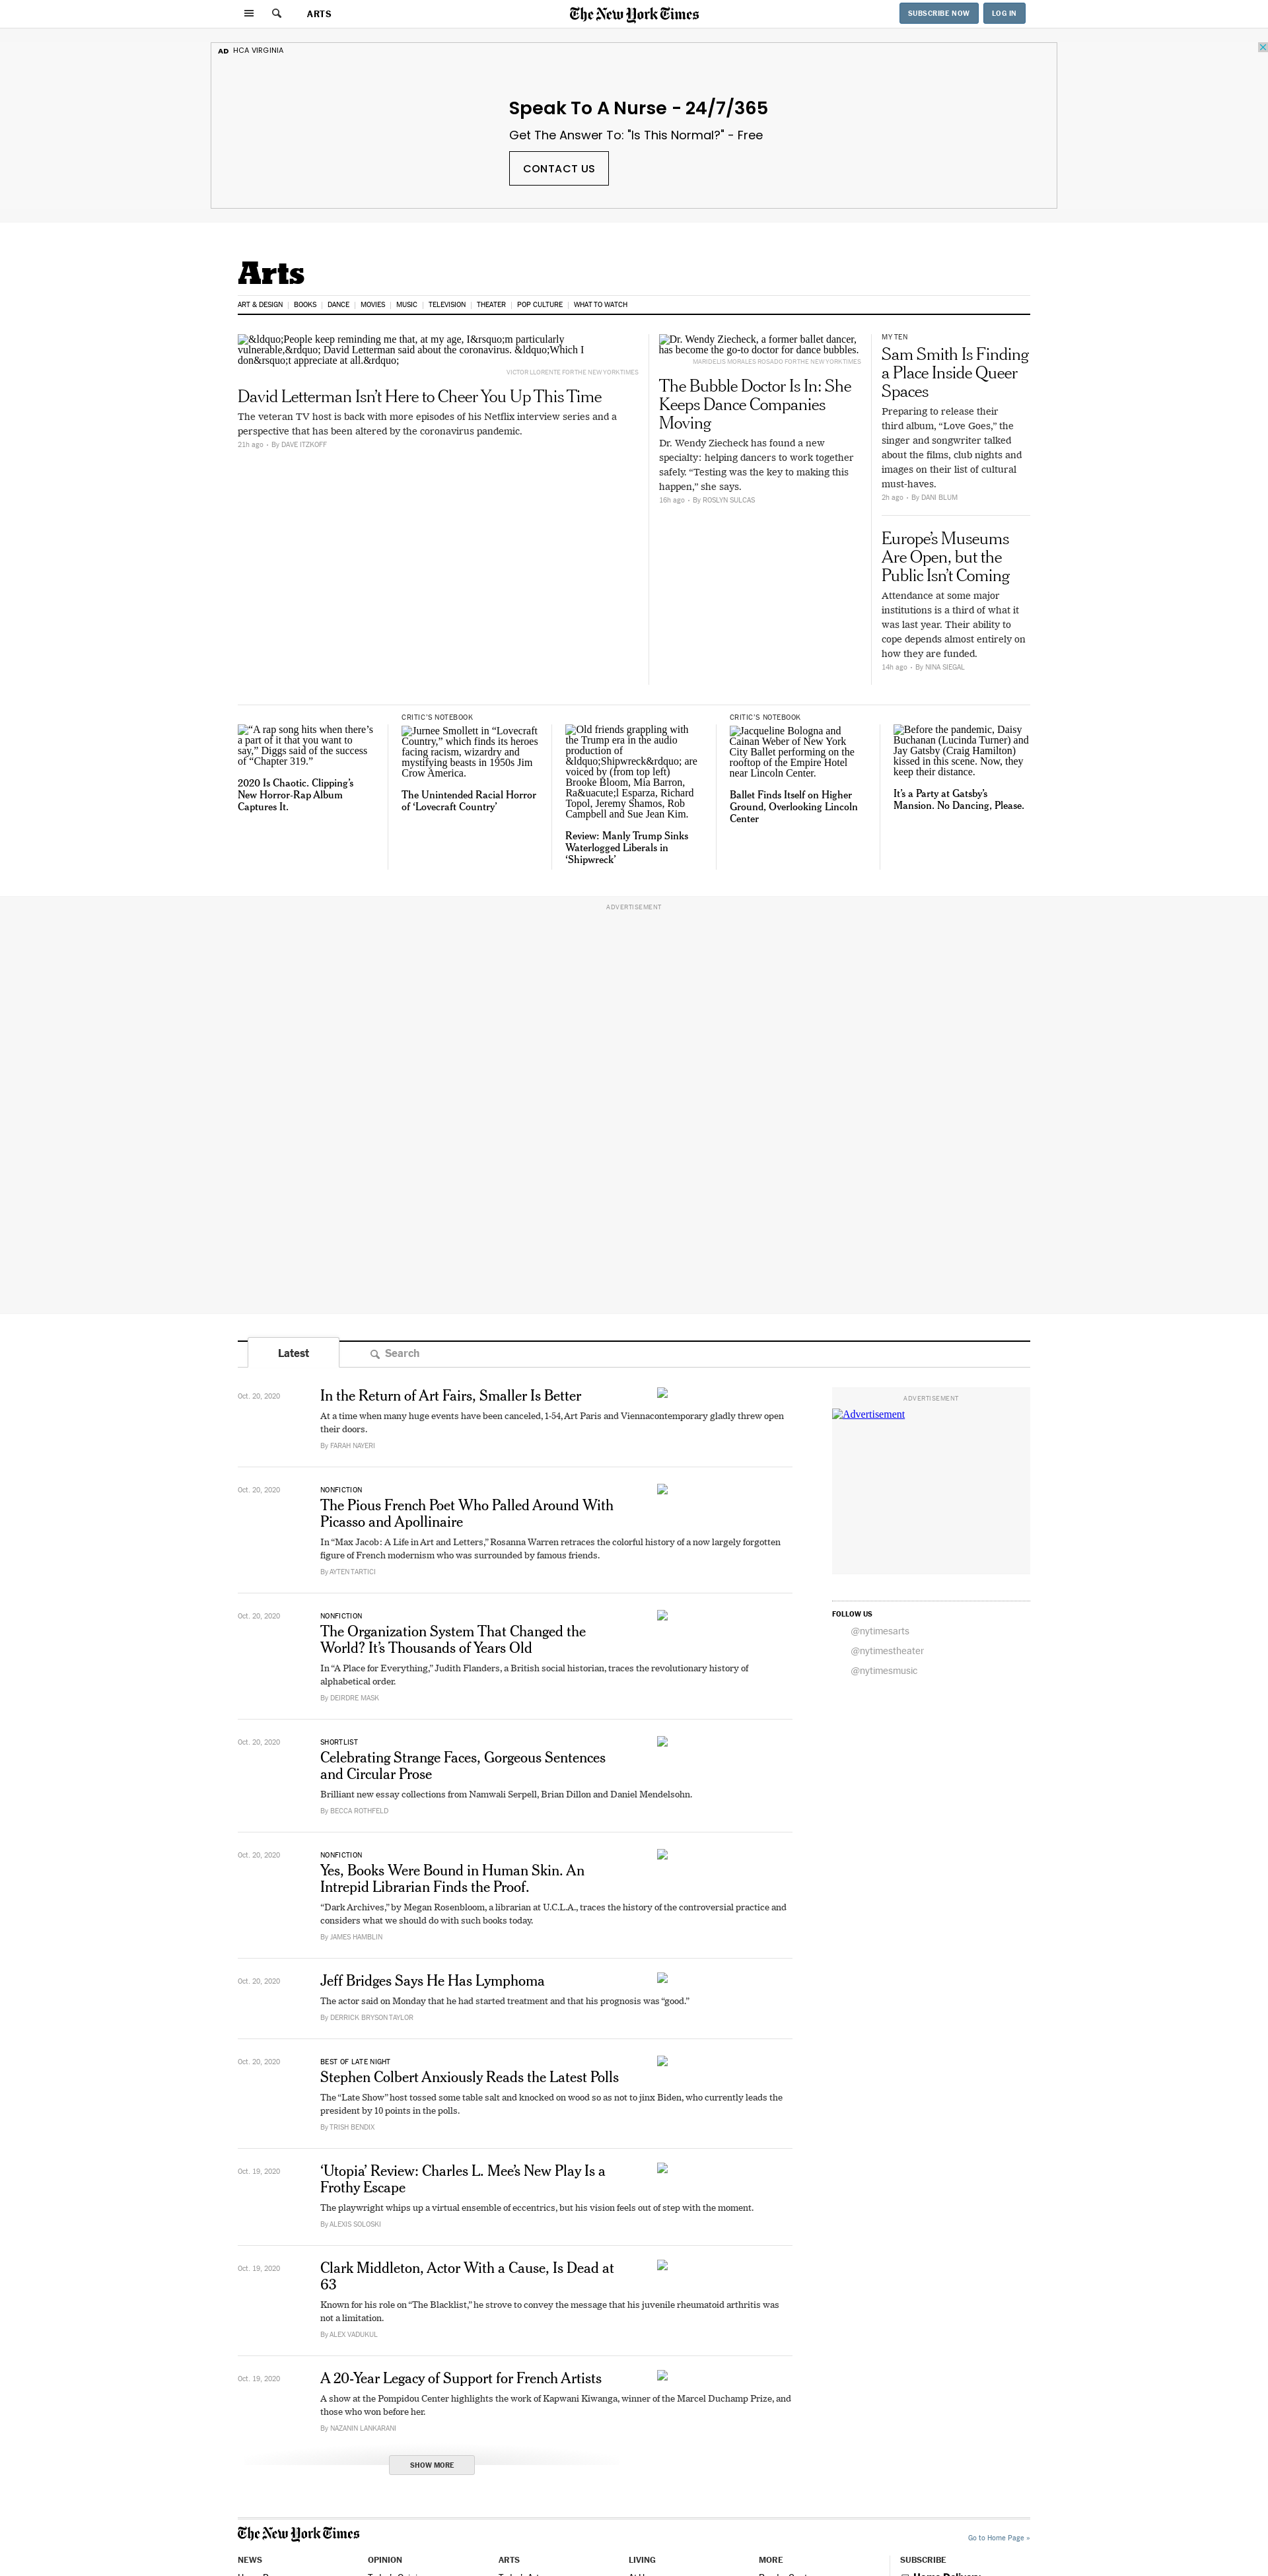 ARTS
The New York Times
SUBSCRIBE NOW
LOG IN
AD HCA VIRGINIA
Speak To A Nurse - 24/7/365
Get The Answer To: "Is This Normal?" - Free
CONTACT US
Arts
ART & DESIGN
BOOKS
DANCE
MOVIES
MUSIC
TELEVISION
THEATER
POP CULTURE
WHAT TO WATCH
&ldquo;People keep reminding me that, at my age, I&rsquo;m particularly
vulnerable,&rdquo; David Letterman said about the coronavirus. &ldquo;Which I
don&rsquo;t appreciate at all.&rdquo;
VICTOR LLORENTE FOR THE NEW YORK TIMES
David Letterman Isn’t Here to Cheer You Up This Time
The veteran TV host is back with more episodes of his Netflix interview series and a
perspective that has been altered by the coronavirus pandemic.
21h ago • By DAVE ITZKOFF
Dr. Wendy Ziecheck, a former ballet dancer,
has become the go-to doctor for dance bubbles.
MARIDELIS MORALES ROSADO FOR THE NEW YORK TIMES
The Bubble Doctor Is In: She
Keeps Dance Companies
Moving
Dr. Wendy Ziecheck has found a new
specialty: helping dancers to work together
safely. “Testing was the key to making this
happen,” she says.
16h ago • By ROSLYN SULCAS
MY TEN
Sam Smith Is Finding
a Place Inside Queer
Spaces
Preparing to release their
third album, “Love Goes,” the
singer and songwriter talked
about the films, club nights and
images on their list of cultural
must-haves.
2h ago • By DANI BLUM
Europe’s Museums
Are Open, but the
Public Isn’t Coming
Attendance at some major
institutions is a third of what it
was last year. Their ability to
cope depends almost entirely on
how they are funded.
14h ago • By NINA SIEGAL
“A rap song hits when there’s
a part of it that you want to
say,” Diggs said of the success
of “Chapter 319.”
2020 Is Chaotic. Clipping’s
New Horror-Rap Album
Captures It.
CRITIC’S NOTEBOOK
Jurnee Smollett in “Lovecraft
Country,” which finds its heroes
facing racism, wizardry and
mystifying beasts in 1950s Jim
Crow America.
The Unintended Racial Horror
of ‘Lovecraft Country’
Old friends grappling with
the Trump era in the audio
production of
&ldquo;Shipwreck&rdquo; are
voiced by (from top left)
Brooke Bloom, Mia Barron,
Ra&uacute;l Esparza, Richard
Topol, Jeremy Shamos, Rob
Campbell and Sue Jean Kim.
Review: Manly Trump Sinks
Waterlogged Liberals in
‘Shipwreck’
CRITIC’S NOTEBOOK
Jacqueline Bologna and
Cainan Weber of New York
City Ballet performing on the
rooftop of the Empire Hotel
near Lincoln Center.
Ballet Finds Itself on Higher
Ground, Overlooking Lincoln
Center
Before the pandemic, Daisy
Buchanan (Lucinda Turner) and
Jay Gatsby (Craig Hamilton)
kissed in this scene. Now, they
keep their distance.
It’s a Party at Gatsby’s
Mansion. No Dancing, Please.
ADVERTISEMENT
Latest
Search
Oct. 20, 2020
In the Return of Art Fairs, Smaller Is Better
At a time when many huge events have been canceled, 1-54, Art Paris and Viennacontemporary gladly threw open
their doors.
By FARAH NAYERI
Oct. 20, 2020
NONFICTION
The Pious French Poet Who Palled Around With
Picasso and Apollinaire
In “Max Jacob: A Life in Art and Letters,” Rosanna Warren retraces the colorful history of a now largely forgotten
figure of French modernism who was surrounded by famous friends.
By AYTEN TARTICI
Oct. 20, 2020
NONFICTION
The Organization System That Changed the
World? It’s Thousands of Years Old
In “A Place for Everything,” Judith Flanders, a British social historian, traces the revolutionary history of
alphabetical order.
By DEIRDRE MASK
Oct. 20, 2020
SHORTLIST
Celebrating Strange Faces, Gorgeous Sentences
and Circular Prose
Brilliant new essay collections from Namwali Serpell, Brian Dillon and Daniel Mendelsohn.
By BECCA ROTHFELD
Oct. 20, 2020
NONFICTION
Yes, Books Were Bound in Human Skin. An
Intrepid Librarian Finds the Proof.
“Dark Archives,” by Megan Rosenbloom, a librarian at U.C.L.A., traces the history of the controversial practice and
considers what we should do with such books today.
By JAMES HAMBLIN
Oct. 20, 2020
Jeff Bridges Says He Has Lymphoma
The actor said on Monday that he had started treatment and that his prognosis was “good.”
By DERRICK BRYSON TAYLOR
Oct. 20, 2020
BEST OF LATE NIGHT
Stephen Colbert Anxiously Reads the Latest Polls
The “Late Show” host tossed some table salt and knocked on wood so as not to jinx Biden, who currently leads the
president by 10 points in the polls.
By TRISH BENDIX
Oct. 19, 2020
‘Utopia’ Review: Charles L. Mee’s New Play Is a
Frothy Escape
The playwright whips up a virtual ensemble of eccentrics, but his vision feels out of step with the moment.
By ALEXIS SOLOSKI
Oct. 19, 2020
Clark Middleton, Actor With a Cause, Is Dead at
63
Known for his role on “The Blacklist,” he strove to convey the message that his juvenile rheumatoid arthritis was
not a limitation.
By ALEX VADUKUL
Oct. 19, 2020
A 20-Year Legacy of Support for French Artists
A show at the Pompidou Center highlights the work of Kapwani Kiwanga, winner of the Marcel Duchamp Prize, and
those who won before her.
By NAZANIN LANKARANI
SHOW MORE
ADVERTISEMENT
Advertisement
FOLLOW US
@nytimesarts
@nytimestheater
@nytimesmusic
The New York Times
Go to Home Page »
NEWS
OPINION
ARTS
LIVING
MORE
SUBSCRIBE